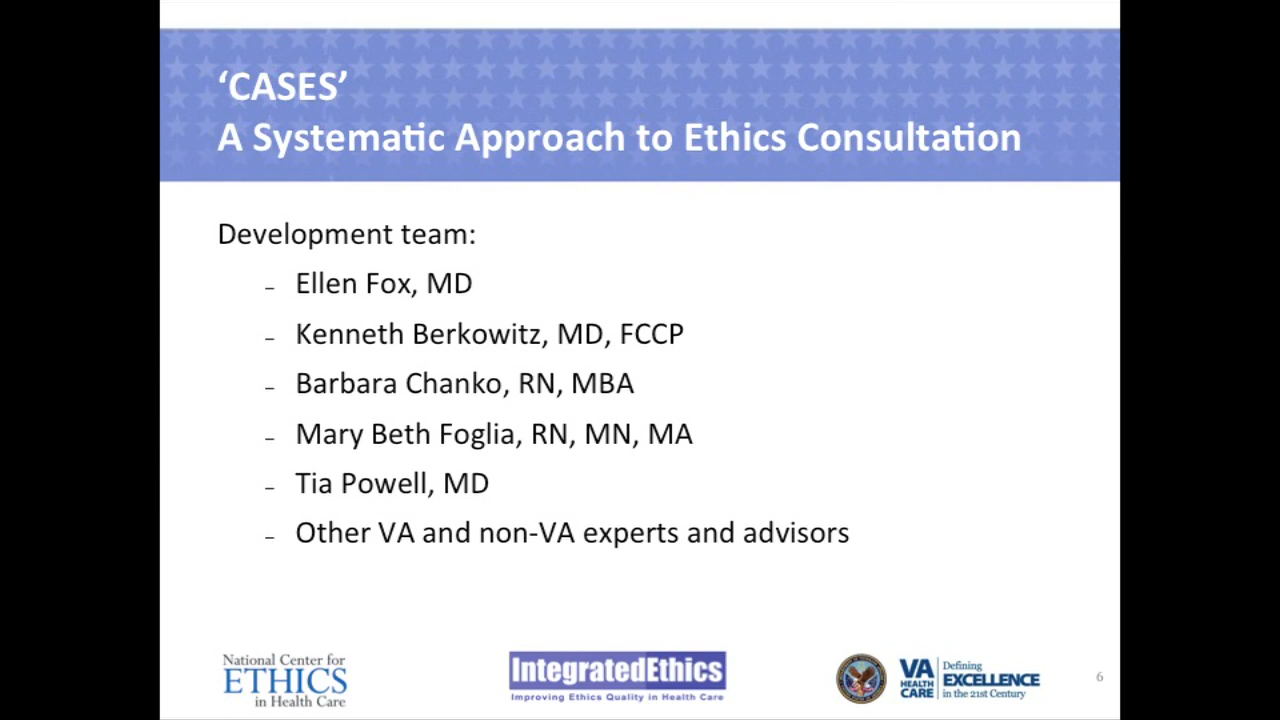 ‘CASES’
A Systematic Approach to Ethics Consultation
Development team:
– Ellen Fox, MD
– Kenneth Berkowitz, MD, FCCP
– Barbara Chanko, RN, MBA
– Mary Beth Foglia, RN, MN, MA
– Tia Powell, MD
– Other VA and non-VA experts and advisors
National Center for
ETHICS
in Health Care
IntegratedEthics
Improving Ethics Quality in Health Care
VA
HEALTH
CARE
Defining
EXCELLENCE
in the 21st Century
6